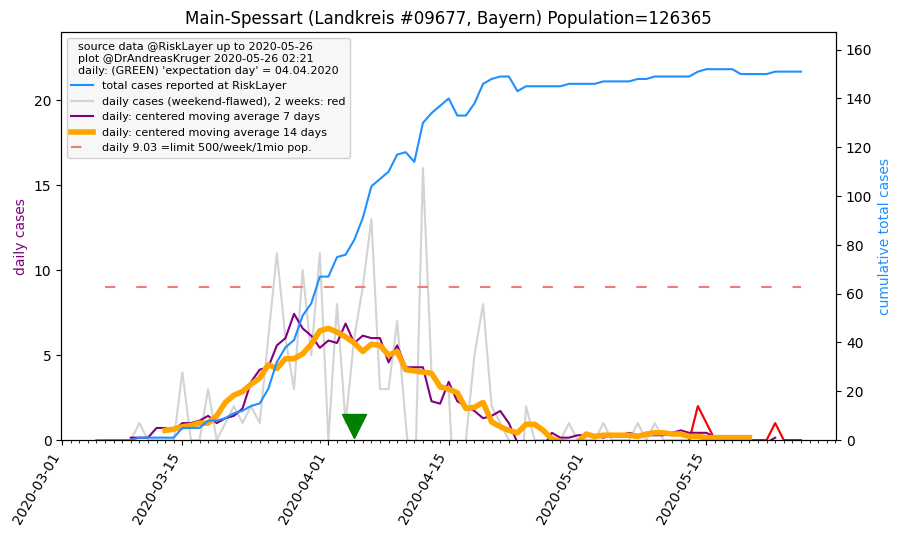 Main-Spessart (Landkreis #09677, Bayern) Population=126365
source data @RiskLayer up to 2020-05-26
plot @DrAndreasKruger 2020-05-26 02:21
daily: (GREEN) 'expectation day' = 04.04.2020
total cases reported at RiskLayer
daily cases (weekend-flawed), 2 weeks: red
daily: centered moving average 7 days
daily: centered moving average 14 days
daily 9.03 =limit 500/week/1mio pop.
daily cases
20
15
10
5
0
160
140
120
100
80
60
40
20
0
cumulative total cases
2020-03-01
2020-03-15
2020-04-01
2020-04-15
2020-05-01
2020-05-15